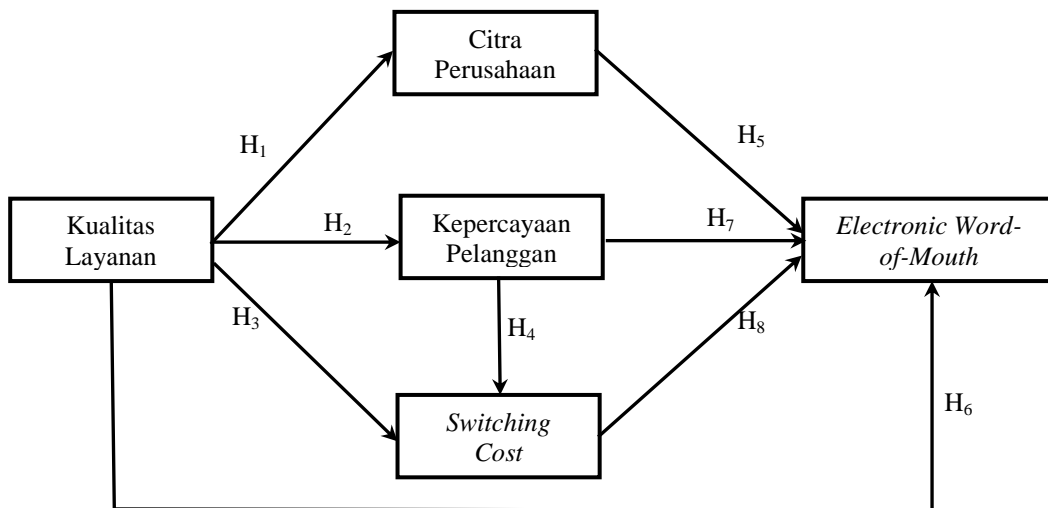 Citra
Perusahaan
H₁
H₅
Kualitas
Layanan
H₂
Kepercayaan
Pelanggan
H₇
Electronic Word-
of-Mouth
H₃
H₄
H₈
Switching
Cost
H₆